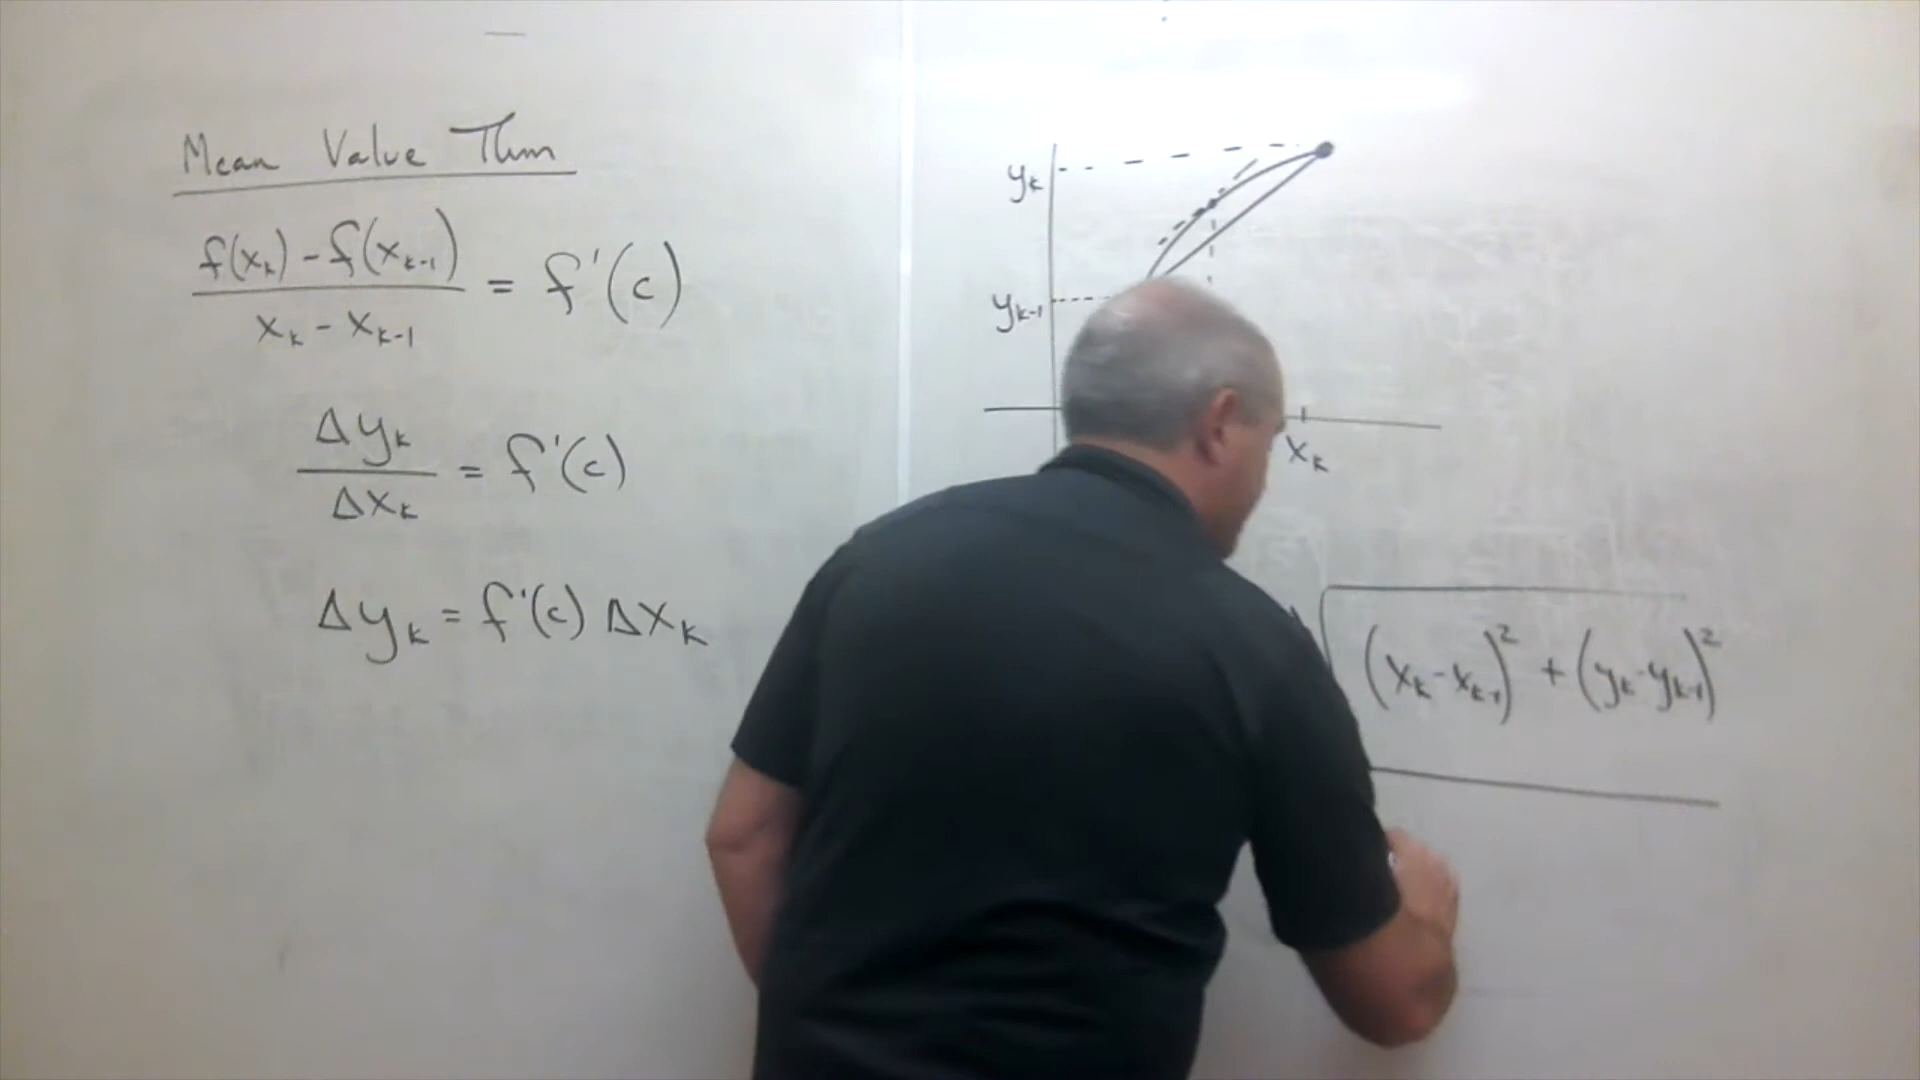 Mean Value Thm
f(xₖ) - f(xₖ₋₁) / xₖ - xₖ₋₁ = f'(c)
Δyₖ / Δxₖ = f'(c)
Δyₖ = f'(c) Δxₖ
yₖ
yₖ₋₁
xₖ
√(xₖ - xₖ₋₁)² + (yₖ - yₖ₋₁)²